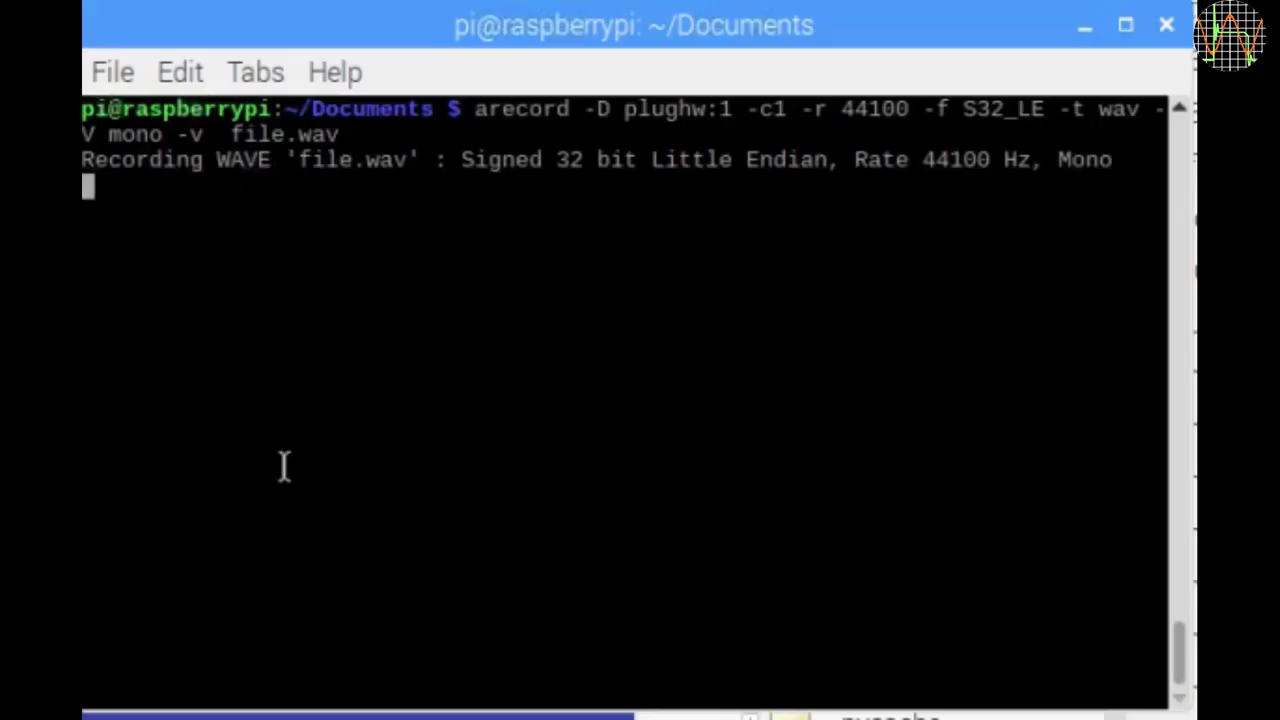 pi@raspberrypi: ~/Documents
File Edit Tabs Help
pi@raspberrypi:~/Documents $ arecord -D plughw:1 -c1 -r 44100 -f S32_LE -t wav -
V mono -v  file.wav
Recording WAVE 'file.wav' : Signed 32 bit Little Endian, Rate 44100 Hz, Mono